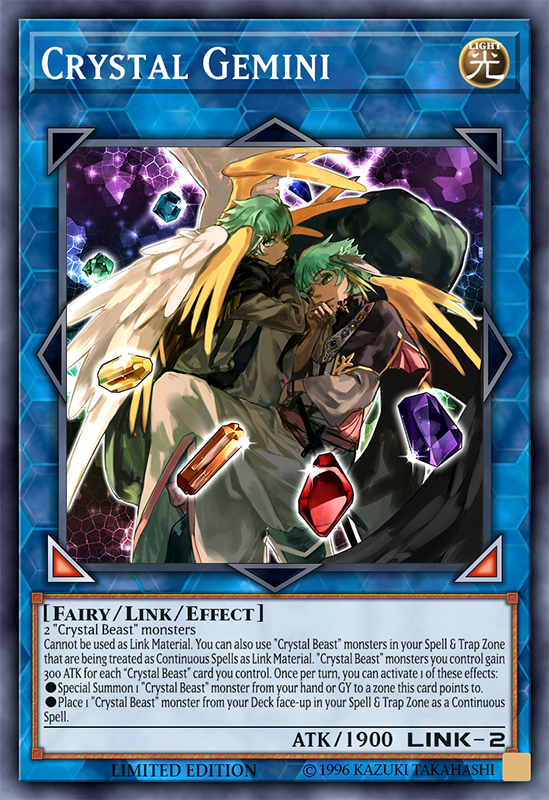 CRYSTAL GEMINI
LIGHT
光
[FAIRY/LINK/EFFECT]
2 "Crystal Beast" monsters
Cannot be used as Link Material. You can also use "Crystal Beast" monsters in your Spell & Trap Zone
that are being treated as Continuous Spells as Link Material. "Crystal Beast" monsters you control gain
300 ATK for each "Crystal Beast" card you control. Once per turn, you can activate 1 of these effects:
●Special Summon 1 "Crystal Beast" monster from your hand or GY to a zone this card points to.
●Place 1 "Crystal Beast" monster from your Deck face-up in your Spell & Trap Zone as a Continuous
Spell.
ATK/1900 LINK-2
LIMITED EDITION © 1996 KAZUKI TAKAHASHI